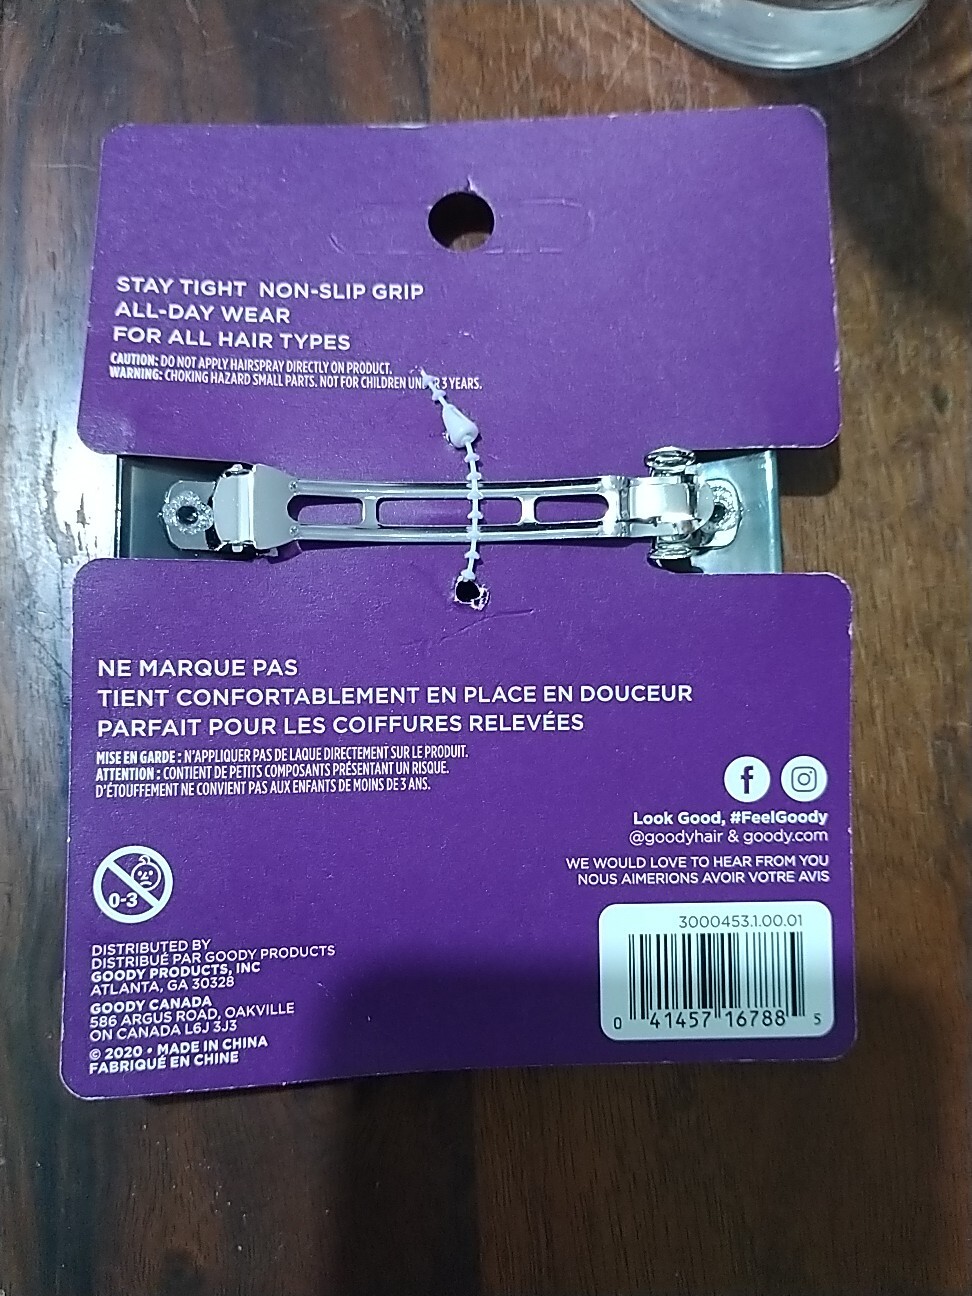 STAY TIGHT NON-SLIP GRIP
ALL-DAY WEAR
FOR ALL HAIR TYPES
CAUTION: DO NOT APPLY HAIRSPRAY DIRECTLY ON PRODUCT.
WARNING: CHOKING HAZARD SMALL PARTS. NOT FOR CHILDREN UNDER 3 YEARS.
NE MARQUE PAS
TIENT CONFORTABLEMENT EN PLACE EN DOUCEUR
PARFAIT POUR LES COIFFURES RELEVÉES
MISE EN GARDE : N'APPLIQUER PAS DE LAQUE DIRECTEMENT SUR LE PRODUIT.
ATTENTION : CONTIENT DE PETITS COMPOSANTS PRÉSENTANT UN RISQUE.
D'ÉTOUFFEMENT NE CONVIENT PAS AUX ENFANTS DE MOINS DE 3 ANS.
f
Look Good, #FeelGoody
@goodyhair & goody.com
WE WOULD LOVE TO HEAR FROM YOU
NOUS AIMERIONS AVOIR VOTRE AVIS
0-3
DISTRIBUTED BY
DISTRIBUÉ PAR GOODY PRODUCTS
GOODY PRODUCTS, INC
ATLANTA, GA 30328
GOODY CANADA
586 ARGUS ROAD, OAKVILLE
ON CANADA L6J 3J3
© 2020 • MADE IN CHINA
FABRIQUÉ EN CHINE
3000453.1.00.01
0 41457 16788 5